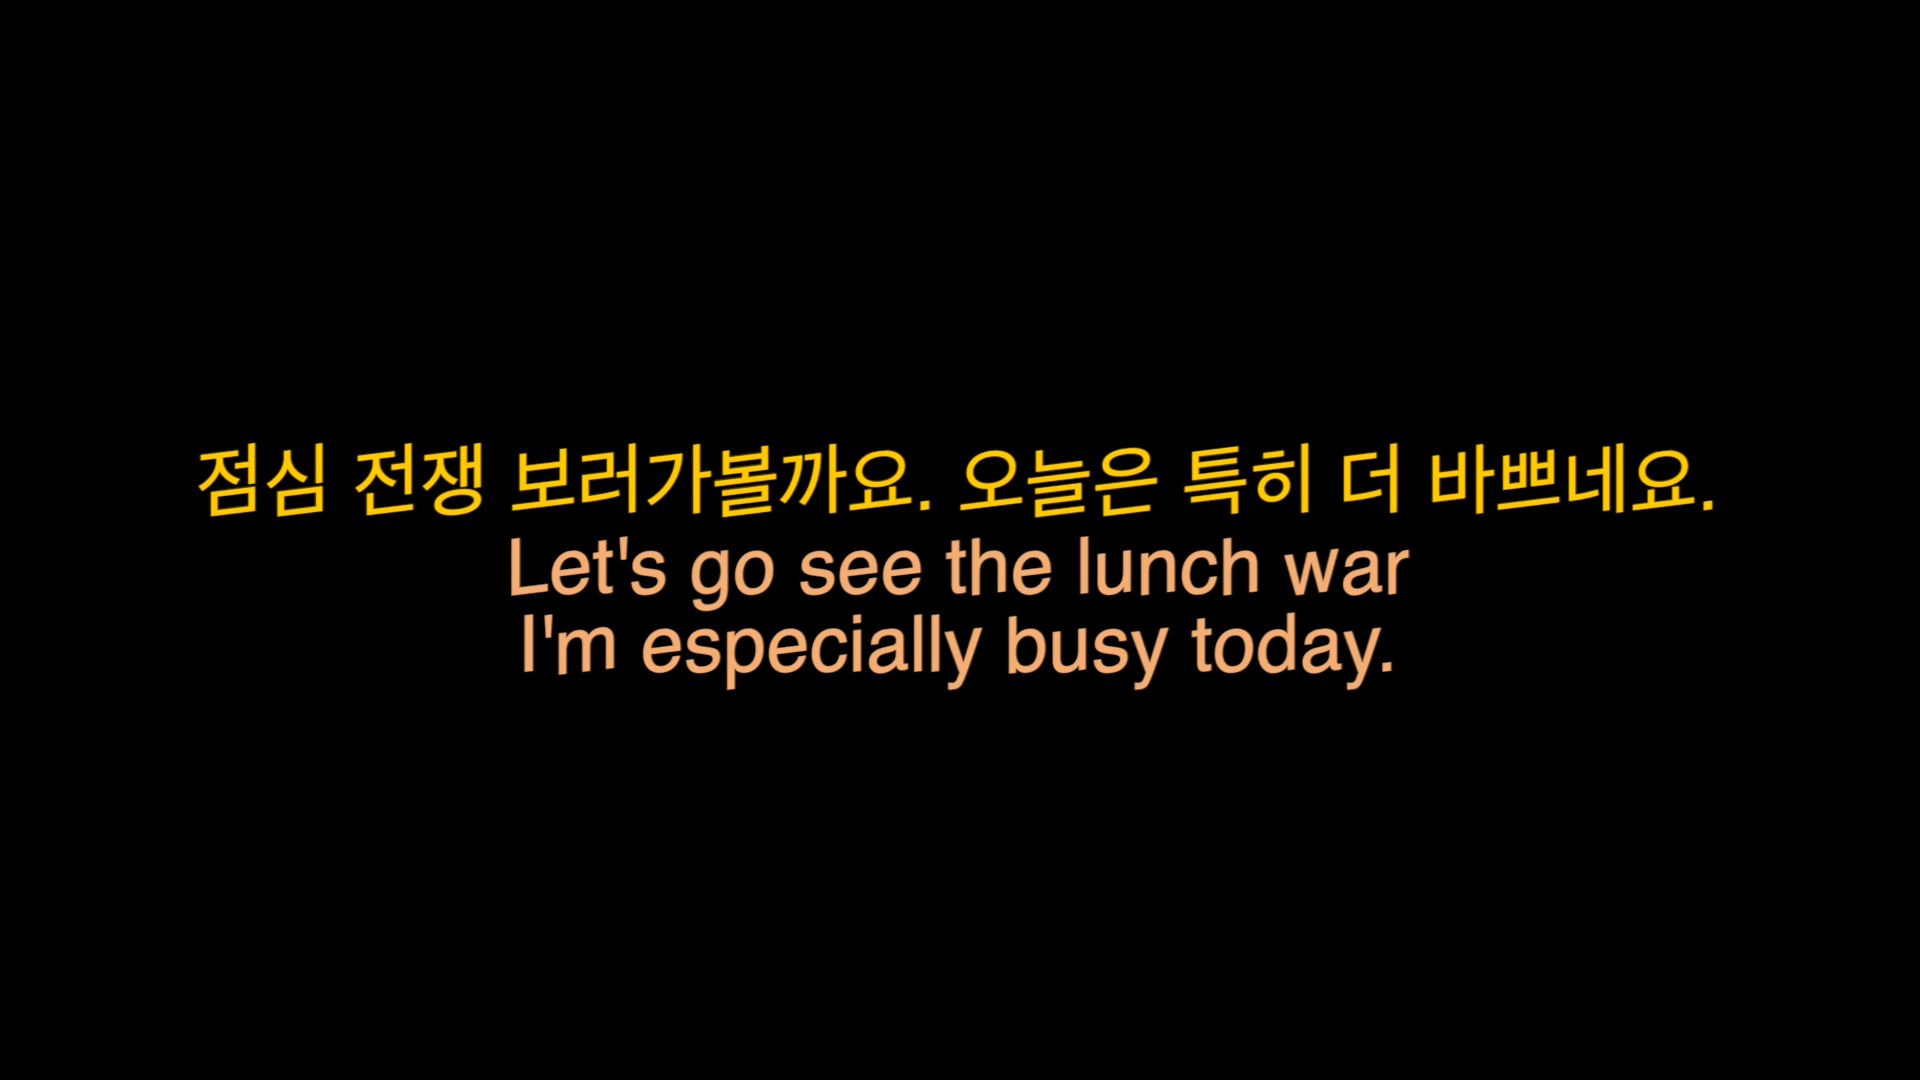 점심 전쟁 보러가볼까요. 오늘은 특히 더 바쁘네요.
Let's go see the lunch war
I'm especially busy today.